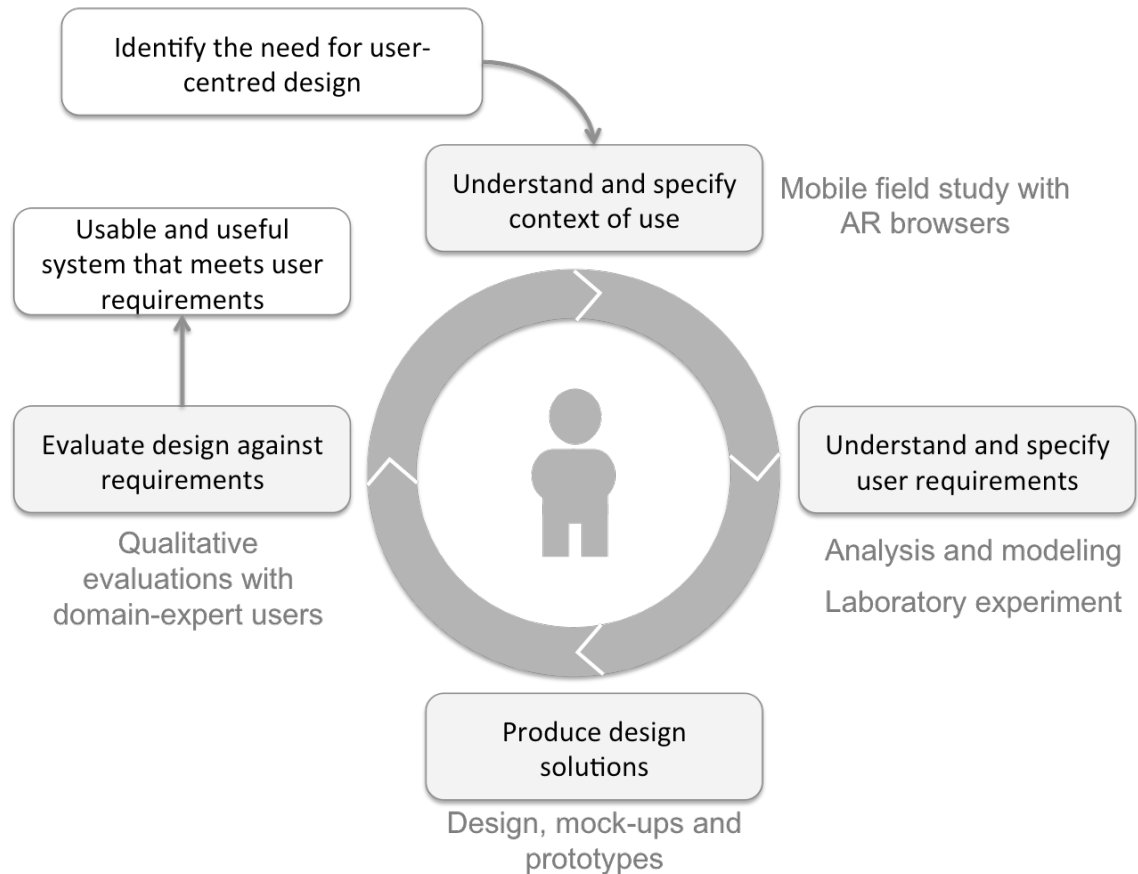 Identify the need for user-
centred design
Understand and specify
context of use
Mobile field study with
AR browsers
Usable and useful
system that meets user
requirements
Evaluate design against
requirements
Qualitative
evaluations with
domain-expert users
Understand and specify
user requirements
Analysis and modeling
Laboratory experiment
Produce design
solutions
Design, mock-ups and
prototypes